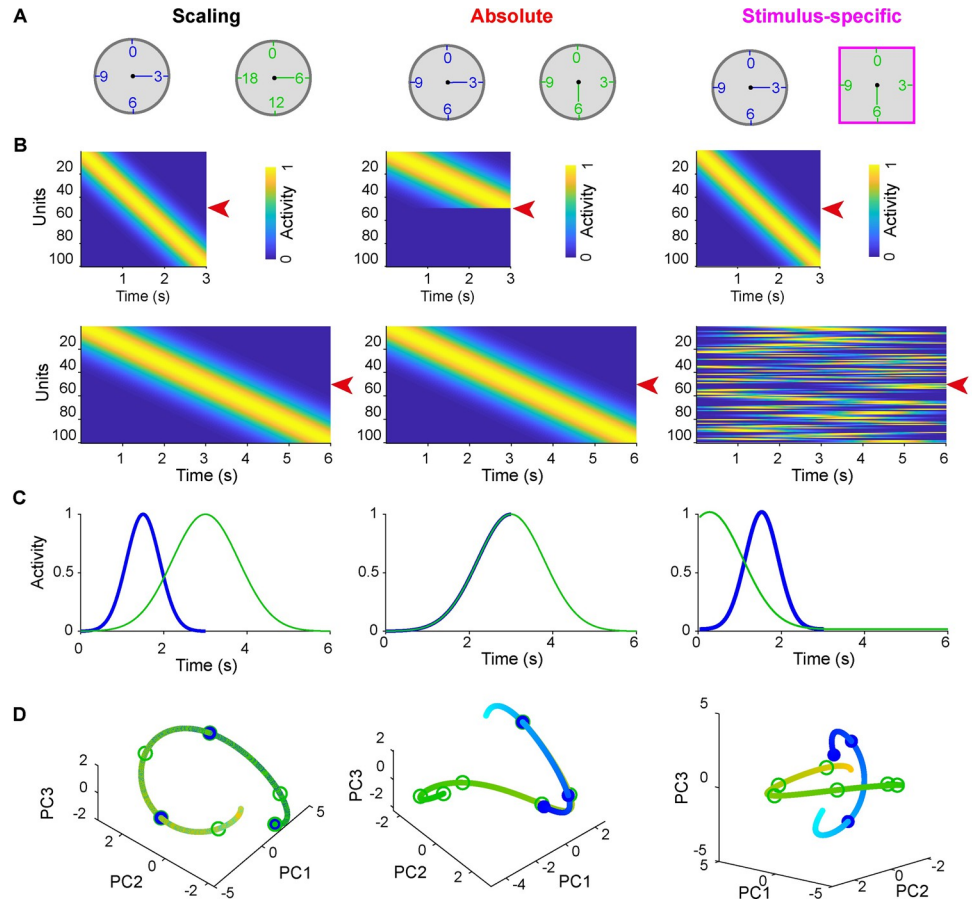 A Scaling Absolute Stimulus-specific
0 0 0 0 0 0
9 3 18 6 9 3 9 3 9 3 9 3
6 12 6 6 6 6
B
20 20 20
40 40 40
60 60 60
80 80 80
100 100 100
Units
1 2 3 1 2 3 1 2 3
Time (s) Time (s) Time (s)
0 Activity 1 0 Activity 1 0 Activity 1
20 20 20
40 40 40
60 60 60
80 80 80
100 100 100
Units
1 2 3 4 5 6 1 2 3 4 5 6 1 2 3 4 5 6
Time (s) Time (s) Time (s)
C
1 1 1
0.5 0.5 0.5
0 0 0
Activity
0 2 4 6 0 2 4 6 0 2 4 6
Time (s) Time (s) Time (s)
D
2 0 -2
PC3
2 0 -2
PC2
-5 0 5
PC1
2 0 -2
PC3
-2 0 2
PC2
-4 -2 0 2
PC1
5 0 -5
PC3
5 0 -5
PC1
2 0 -2
PC2